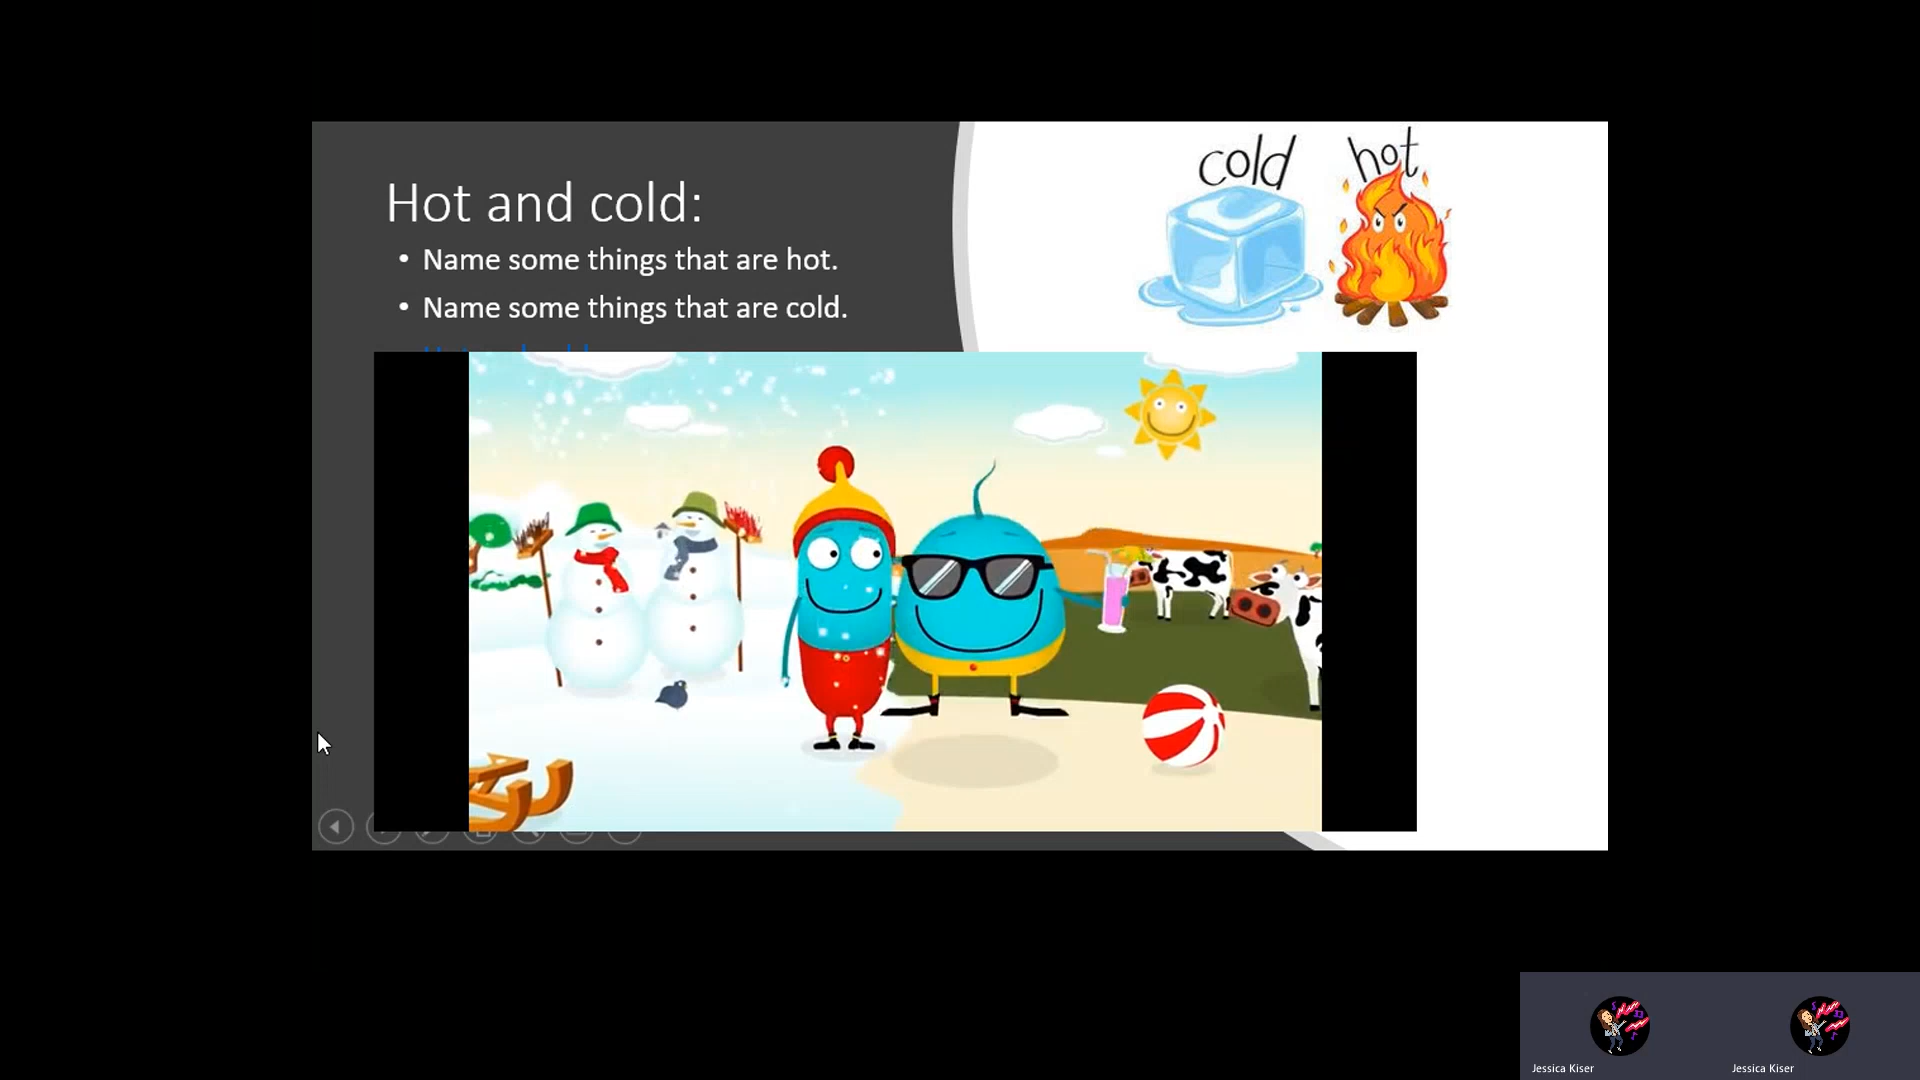 cold hot
Hot and cold:
• Name some things that are hot.
• Name some things that are cold.
Jessica Kiser Jessica Kiser